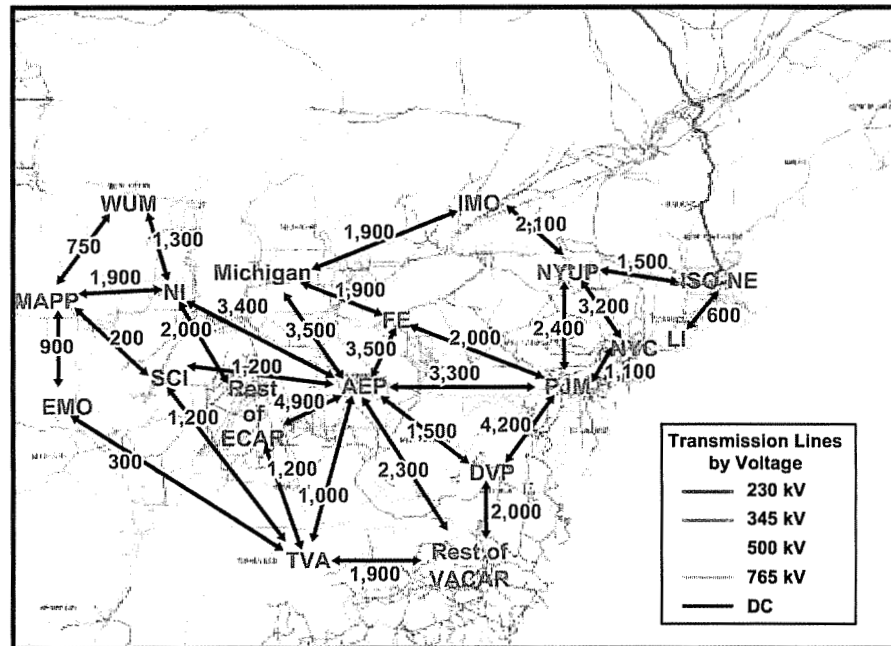 WUM
IMO
750
1,300
1,900
2,100
Michigan
NYUP
1,500
ISO-NE
MAPP
1,900
NI
3,400
1,900
FE
2,400
3,200
600
200
2,000
3,500
3,500
2,000
NYC
LI
900
SCI
1,200
AEP
3,300
PJM
1,100
EMO
Rest
of
ECAR
4,900
1,200
1,500
4,200
300
1,200
1,000
2,300
DVP
2,000
TVA
1,900
Rest of
VACAR
Transmission Lines
by Voltage
230 kV
345 kV
500 kV
765 kV
DC